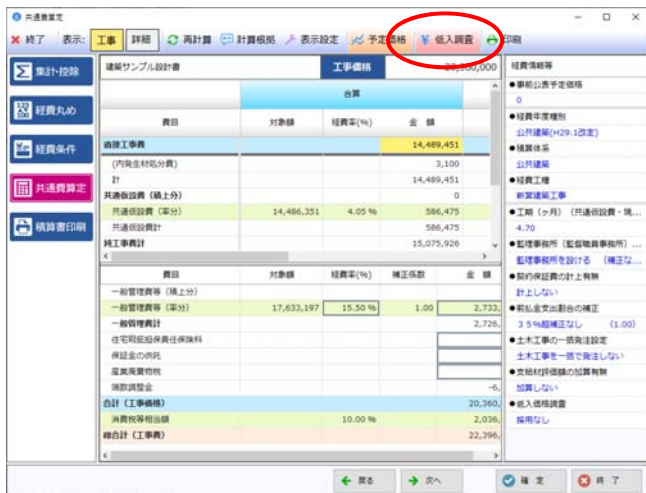 共通費算定
終了 表示: 工事 詳細 再計算 計算根拠 表示設定 予定価格 低入調査 印刷
集計・控除
経費丸め
経費条件
共通費算定
積算書印刷
建築サンプル設計書 工事価格 20,360,000
合算
費目 対象額 経費率(%) 金 額
直接工事費 14,489,451
(内発生材処分費) 3,100
計 14,489,451
共通仮設費(積上分) 0
共通仮設費(率分) 14,486,351 4.05 % 586,475
共通仮設費計 586,475
純工事費計 15,075,926
費目 対象額 経費率(%) 補正係数 金 額
一般管理費等(積上分)
一般管理費等(率分) 17,633,197 15.50 % 1.00 2,733,
一般管理費計 2,726,
住宅瑕疵担保責任保険料
保証金の供託
産業廃棄物税
端数調整金 -6,
合計(工事価格) 20,360,
消費税等相当額 10.00 % 2,036,
総合計(工事費) 22,396,
経費情報等
●事前公表予定価格
0
●経費年度種別
公共建築(H29.1改定)
●積算体系
公共建築
●経費工種
新営建築工事
●工期(ヶ月)(共通仮設費・現...
4.70
●監理事務所(監督職員事務所)...
監理事務所を設ける (補正な...
●契約保証費の計上有無
計上しない
●前払金支出割合の補正
35%超補正なし (1.00)
●土木工事の一括発注設定
土木工事を一括で発注しない
●支給材評価額の加算有無
加算しない
●低入価格調査
採用なし
戻る 次へ 確 定 終 了